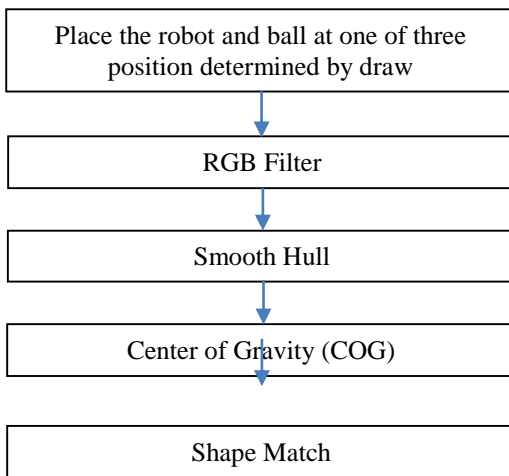 Place the robot and ball at one of three
position determined by draw
RGB Filter
Smooth Hull
Center of Gravity (COG)
Shape Match